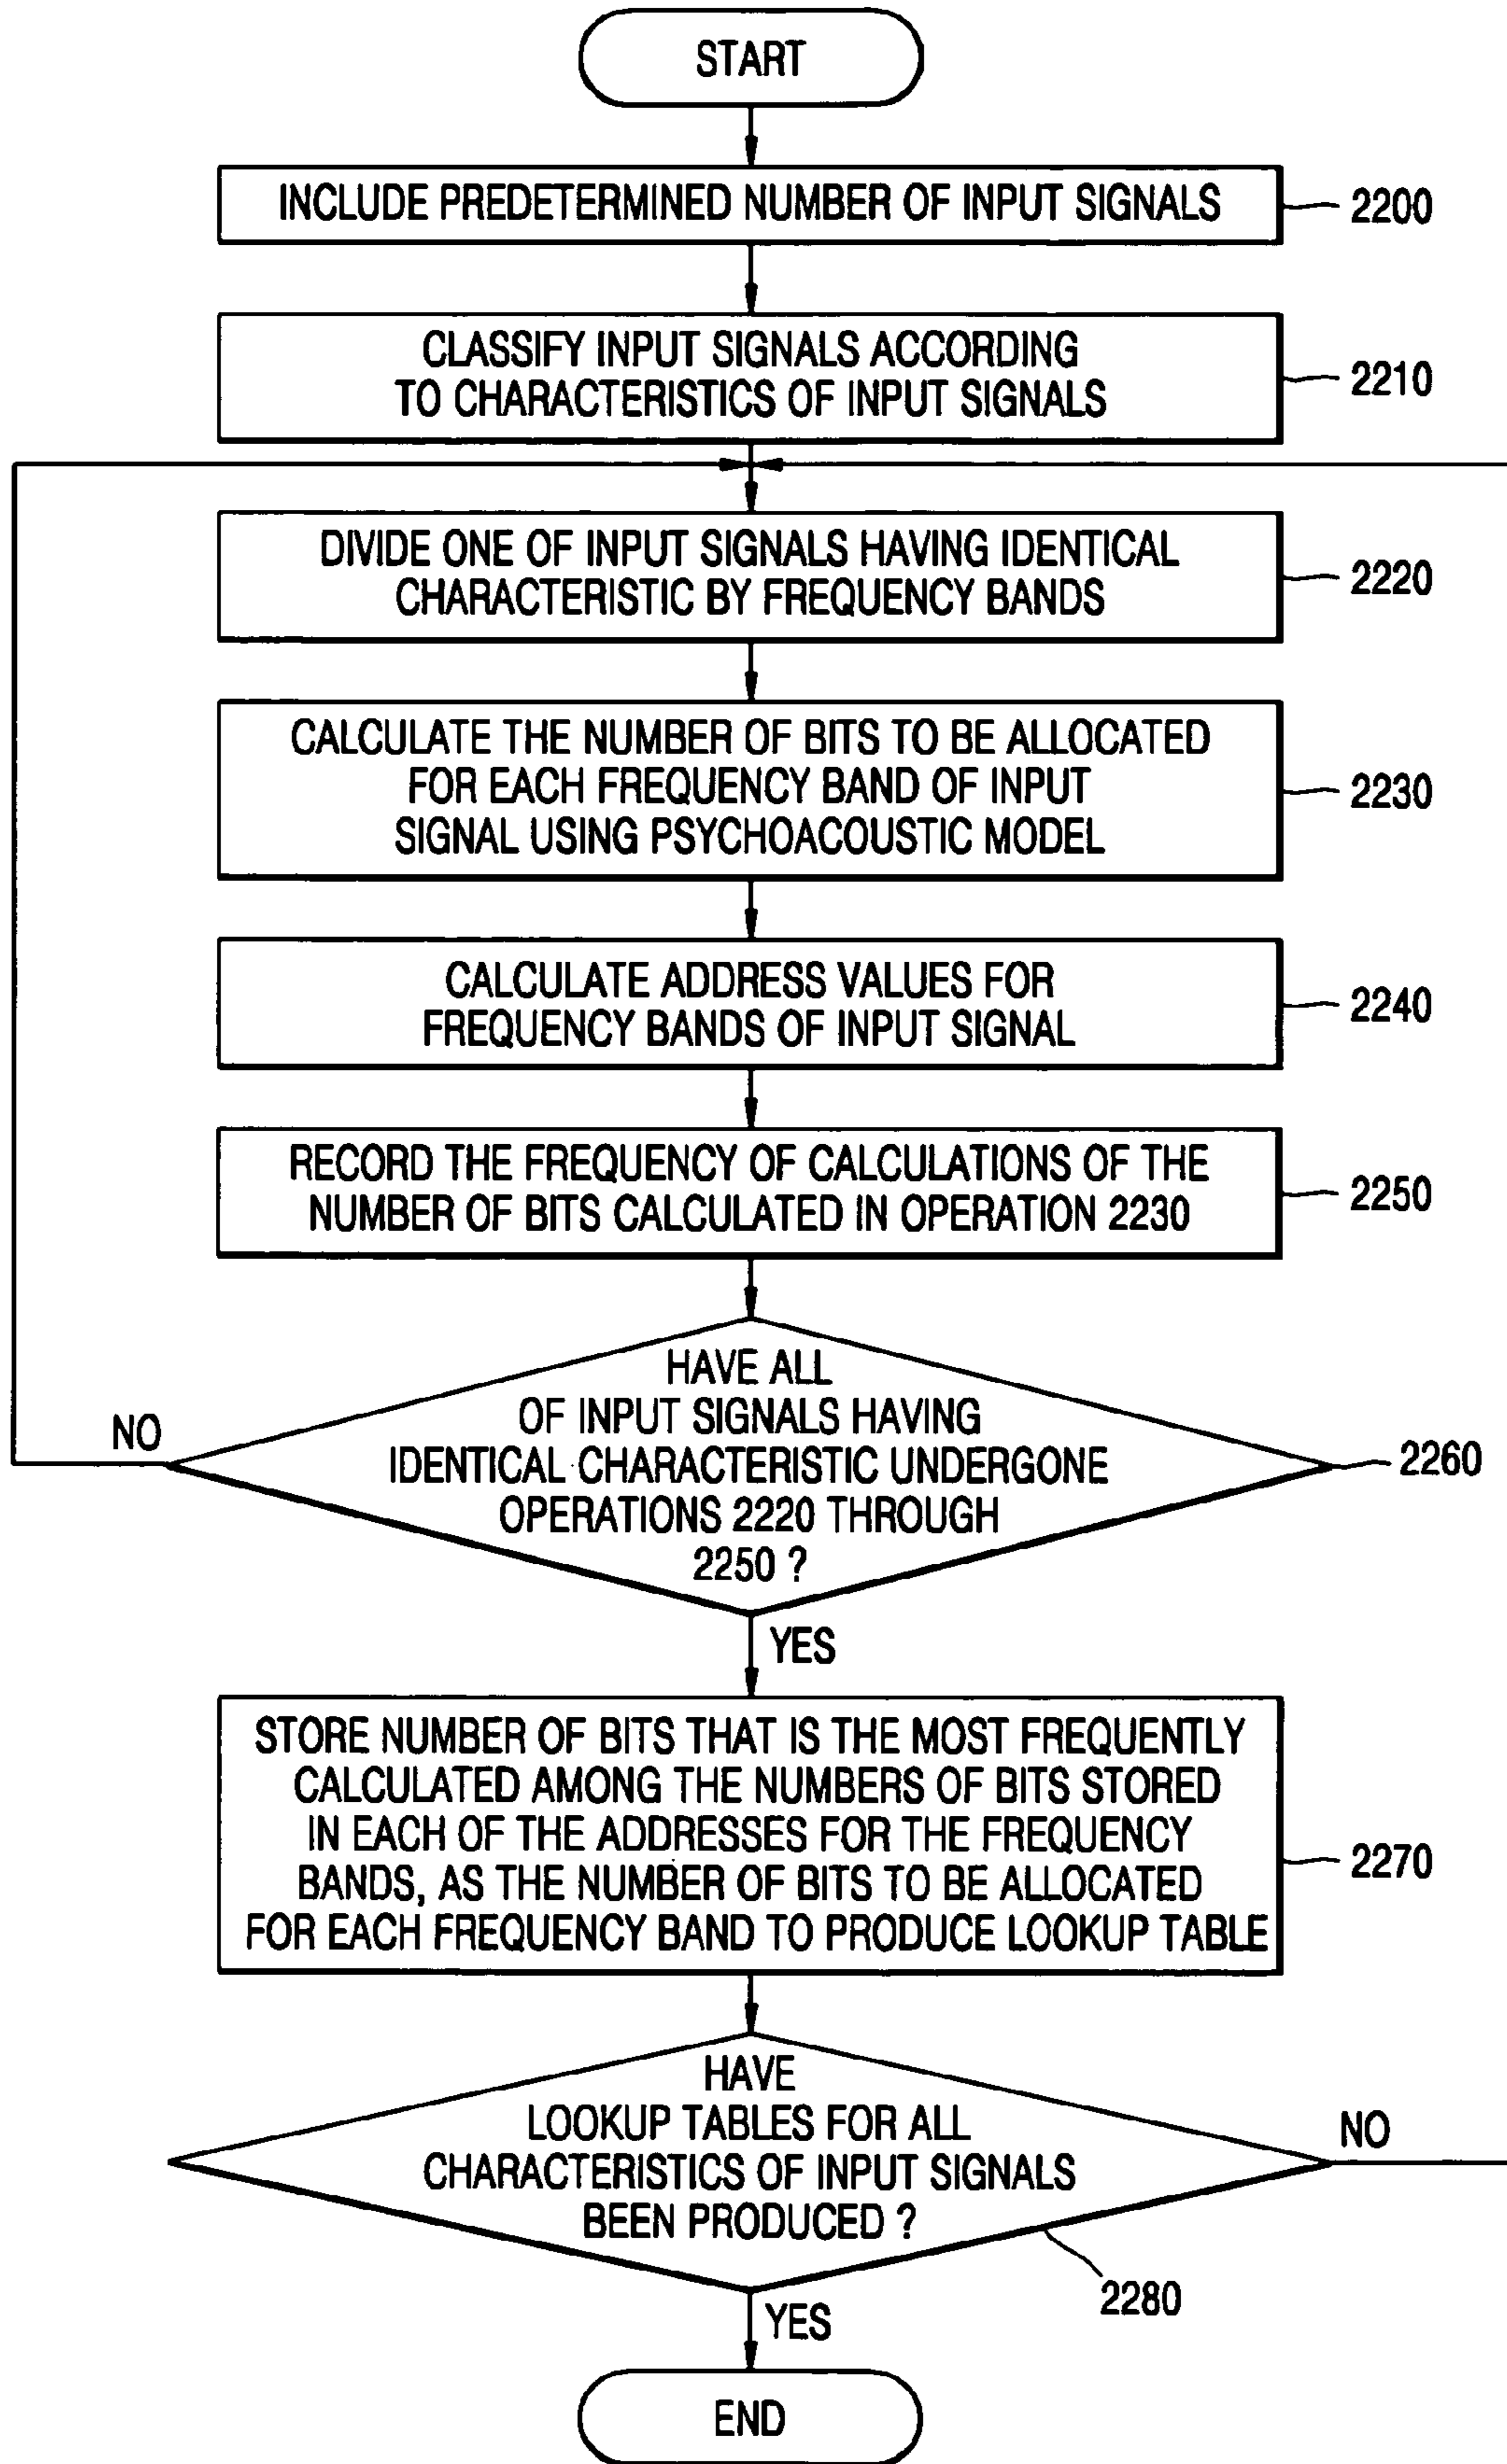 START
INCLUDE PREDETERMINED NUMBER OF INPUT SIGNALS
2200
CLASSIFY INPUT SIGNALS ACCORDING
TO CHARACTERISTICS OF INPUT SIGNALS
2210
DIVIDE ONE OF INPUT SIGNALS HAVING IDENTICAL
CHARACTERISTIC BY FREQUENCY BANDS
2220
CALCULATE THE NUMBER OF BITS TO BE ALLOCATED
FOR EACH FREQUENCY BAND OF INPUT
SIGNAL USING PSYCHOACOUSTIC MODEL
2230
CALCULATE ADDRESS VALUES FOR
FREQUENCY BANDS OF INPUT SIGNAL
2240
RECORD THE FREQUENCY OF CALCULATIONS OF THE
NUMBER OF BITS CALCULATED IN OPERATION 2230
2250
HAVE ALL
OF INPUT SIGNALS HAVING
IDENTICAL CHARACTERISTIC UNDERGONE
OPERATIONS 2220 THROUGH
2250 ?
NO
2260
YES
STORE NUMBER OF BITS THAT IS THE MOST FREQUENTLY
CALCULATED AMONG THE NUMBERS OF BITS STORED
IN EACH OF THE ADDRESSES FOR THE FREQUENCY
BANDS, AS THE NUMBER OF BITS TO BE ALLOCATED
FOR EACH FREQUENCY BAND TO PRODUCE LOOKUP TABLE
2270
HAVE
LOOKUP TABLES FOR ALL
CHARACTERISTICS OF INPUT SIGNALS
BEEN PRODUCED ?
NO
2280
YES
END